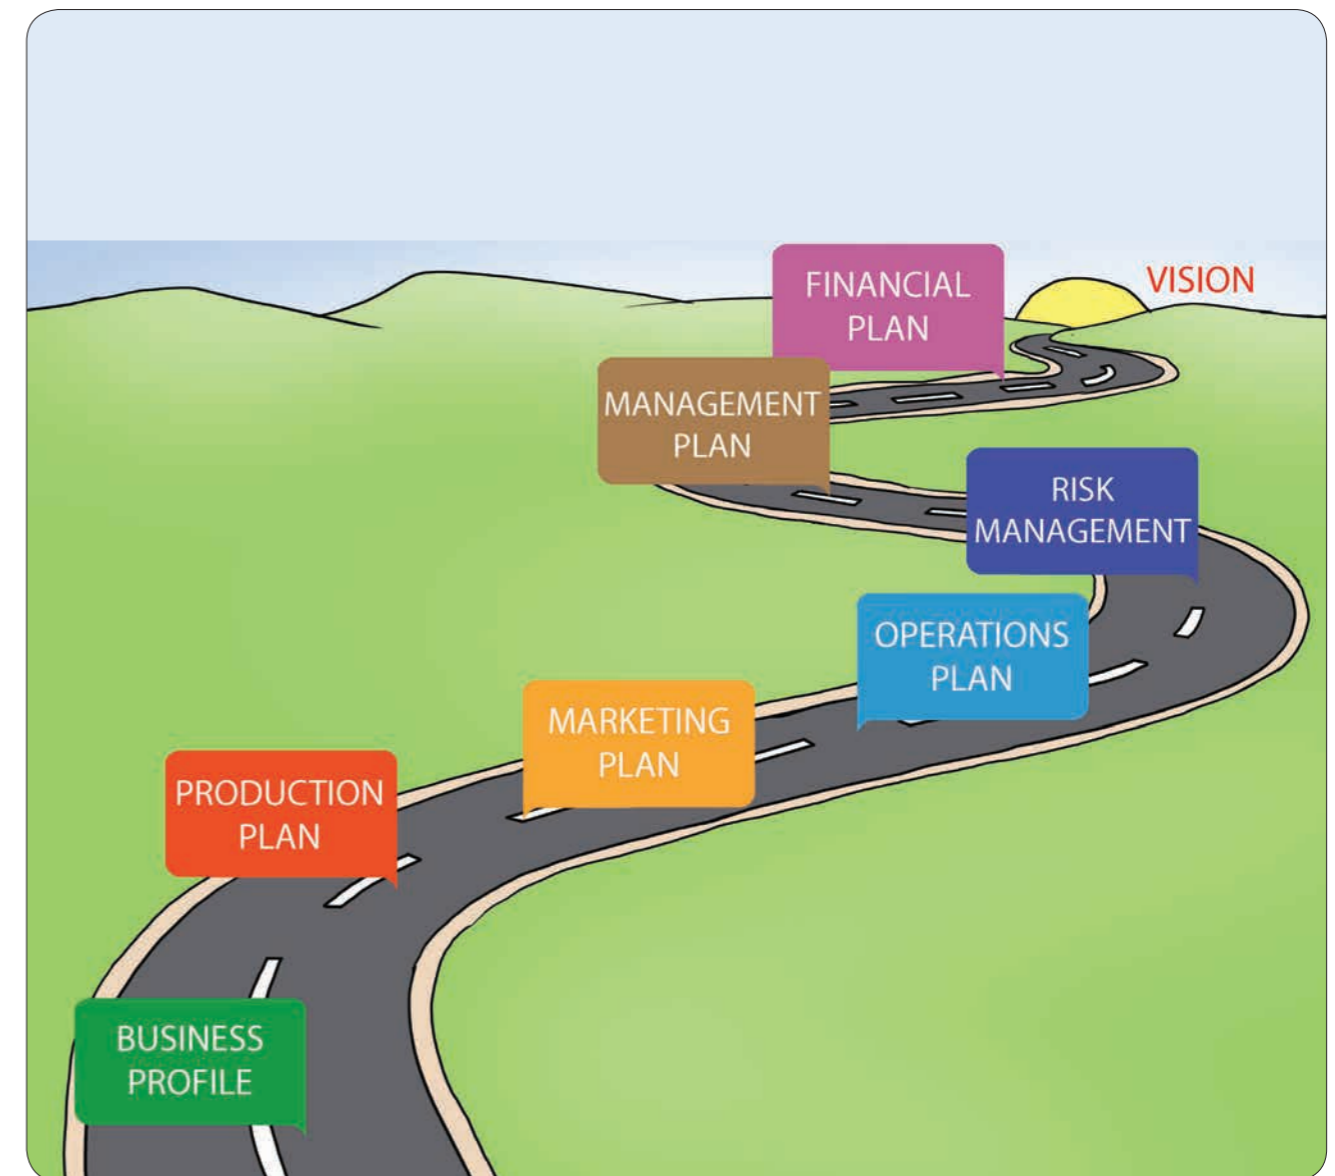 FINANCIAL
PLAN
VISION
MANAGEMENT
PLAN
RISK
MANAGEMENT
OPERATIONS
PLAN
MARKETING
PLAN
PRODUCTION
PLAN
BUSINESS
PROFILE